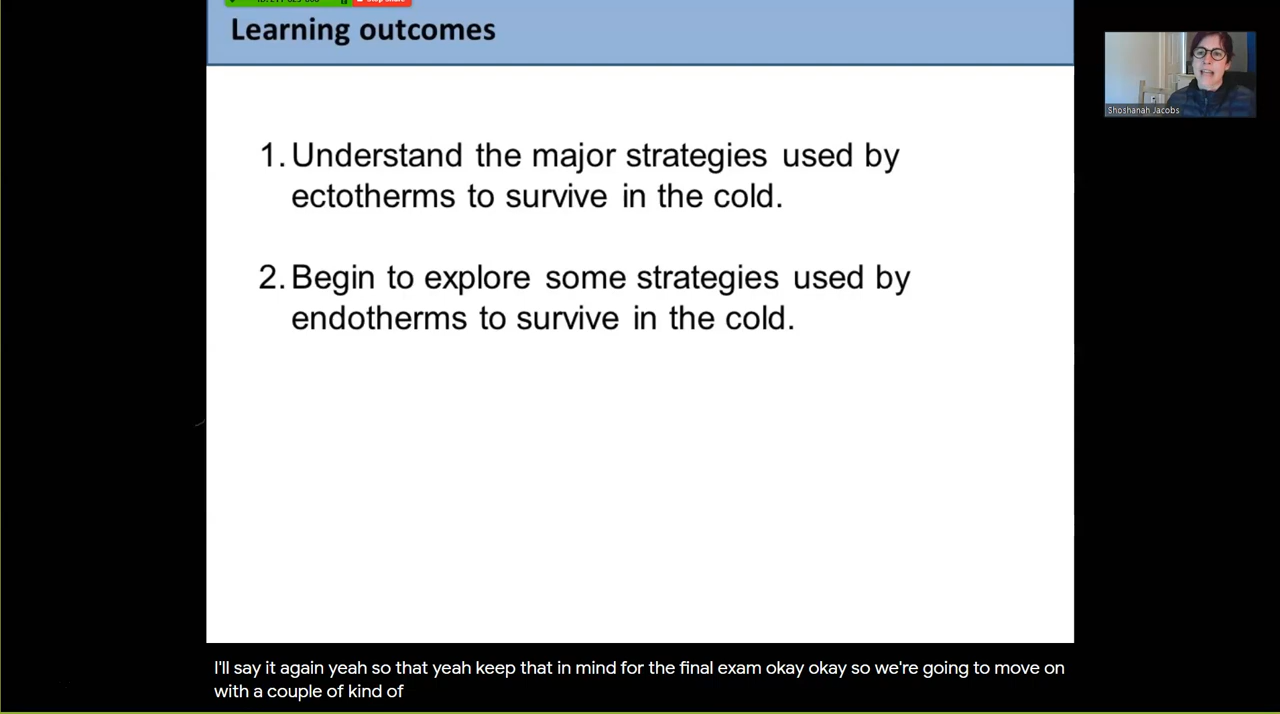 Stop Share
Learning outcomes
Shoshanah Jacobs
1. Understand the major strategies used by
ectotherms to survive in the cold.
2. Begin to explore some strategies used by
endotherms to survive in the cold.
I'll say it again yeah so that yeah keep that in mind for the final exam okay okay so we're going to move on
with a couple of kind of